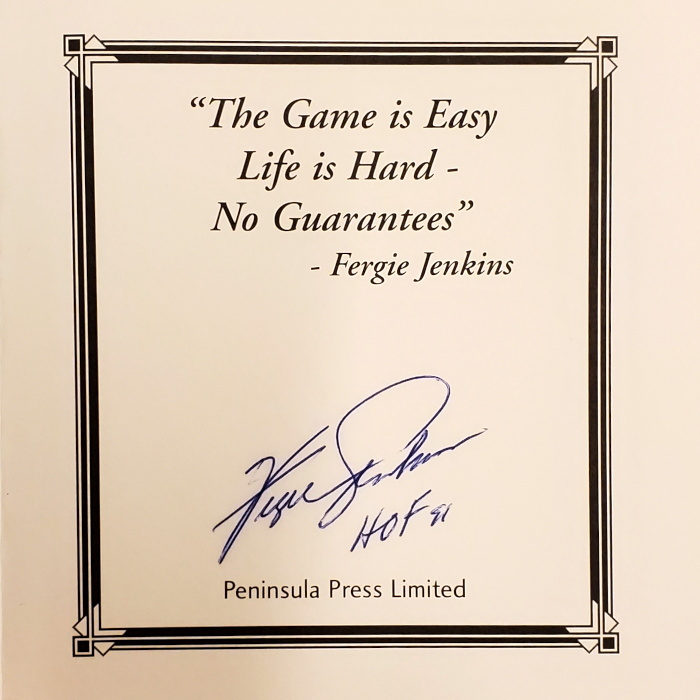 “The Game is Easy
Life is Hard -
No Guarantees”
- Fergie Jenkins
Fergie Jenkins
HOF 91
Peninsula Press Limited